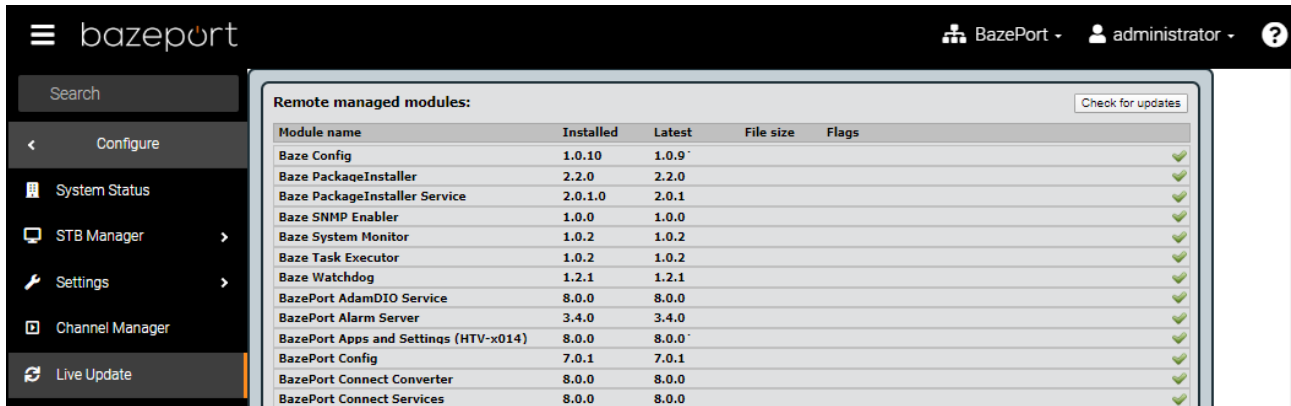 bazeport
BazePort
administrator
?
Search
Configure
System Status
STB Manager
Settings
Channel Manager
Live Update
Remote managed modules:
Check for updates
Module name Installed Latest File size Flags
Baze Config 1.0.10 1.0.9
Baze PackageInstaller 2.2.0 2.2.0
Baze PackageInstaller Service 2.0.1.0 2.0.1
Baze SNMP Enabler 1.0.0 1.0.0
Baze System Monitor 1.0.2 1.0.2
Baze Task Executor 1.0.2 1.0.2
Baze Watchdog 1.2.1 1.2.1
BazePort AdamDIO Service 8.0.0 8.0.0
BazePort Alarm Server 3.4.0 3.4.0
BazePort Apps and Settings (HTV-x014) 8.0.0 8.0.0
BazePort Config 7.0.1 7.0.1
BazePort Connect Converter 8.0.0 8.0.0
BazePort Connect Services 8.0.0 8.0.0